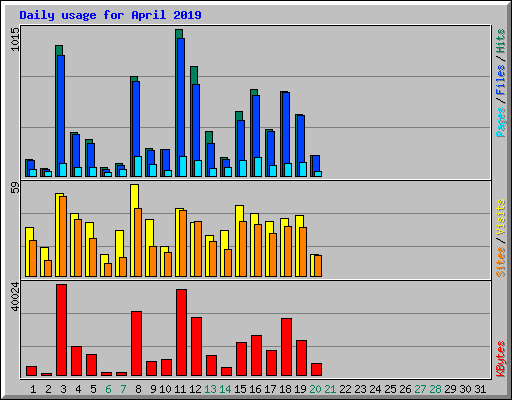 Daily usage for April 2019
1015
Pages / Files / Hits
59
Sites / Visits
40024
KBytes
1 2 3 4 5 6 7 8 9 10 11 12 13 14 15 16 17 18 19 20 21 22 23 24 25 26 27 28 29 30 31